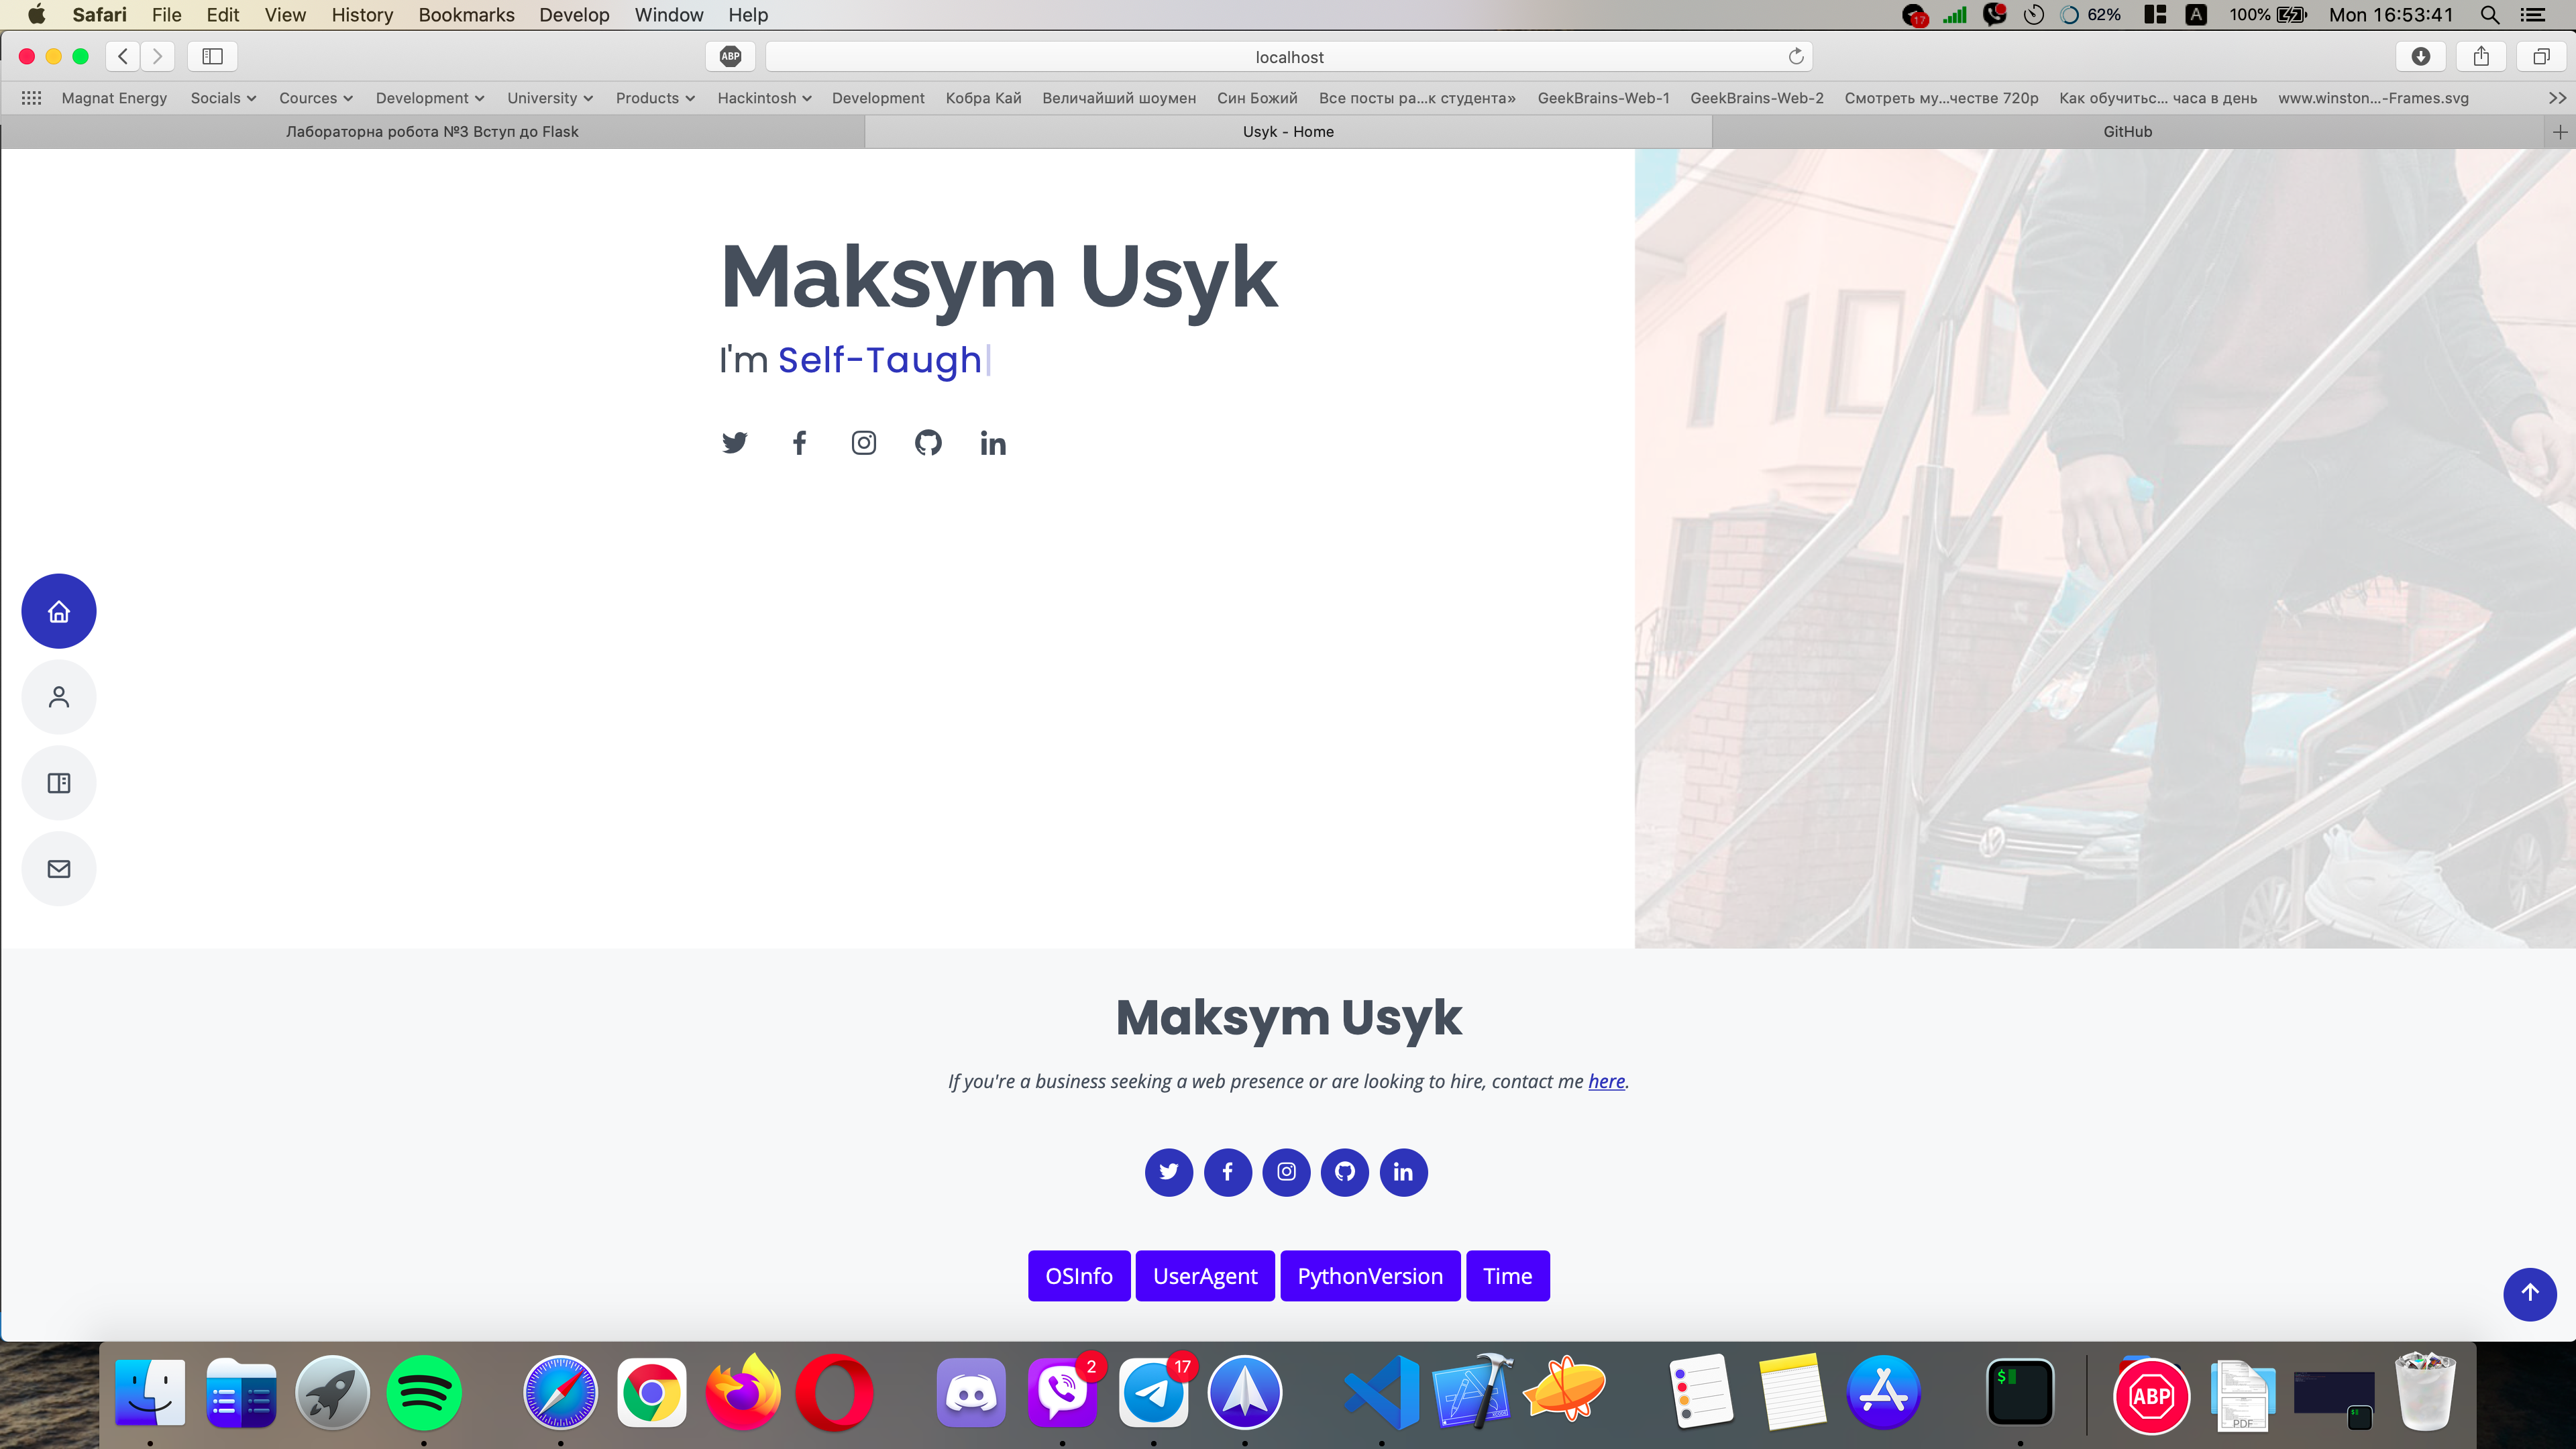 Safari File Edit View History Bookmarks Develop Window Help 17 62% A 100% Mon 16:53:41
ABP localhost
Magnat Energy Socials Cources Development University Products Hackintosh Development Кобра Кай Величайший шоумен Син Божий Все посты ра...к студента» GeekBrains-Web-1 GeekBrains-Web-2 Смотреть му...честве 720p Как обучитьс... часа в день www.winston...-Frames.svg
Лабораторна робота №3 Вступ до Flask Usyk - Home GitHub
Maksym Usyk
I'm Self-Taugh
Maksym Usyk
If you're a business seeking a web presence or are looking to hire, contact me here.
OSInfo UserAgent PythonVersion Time
2 17 $ ABP PDF